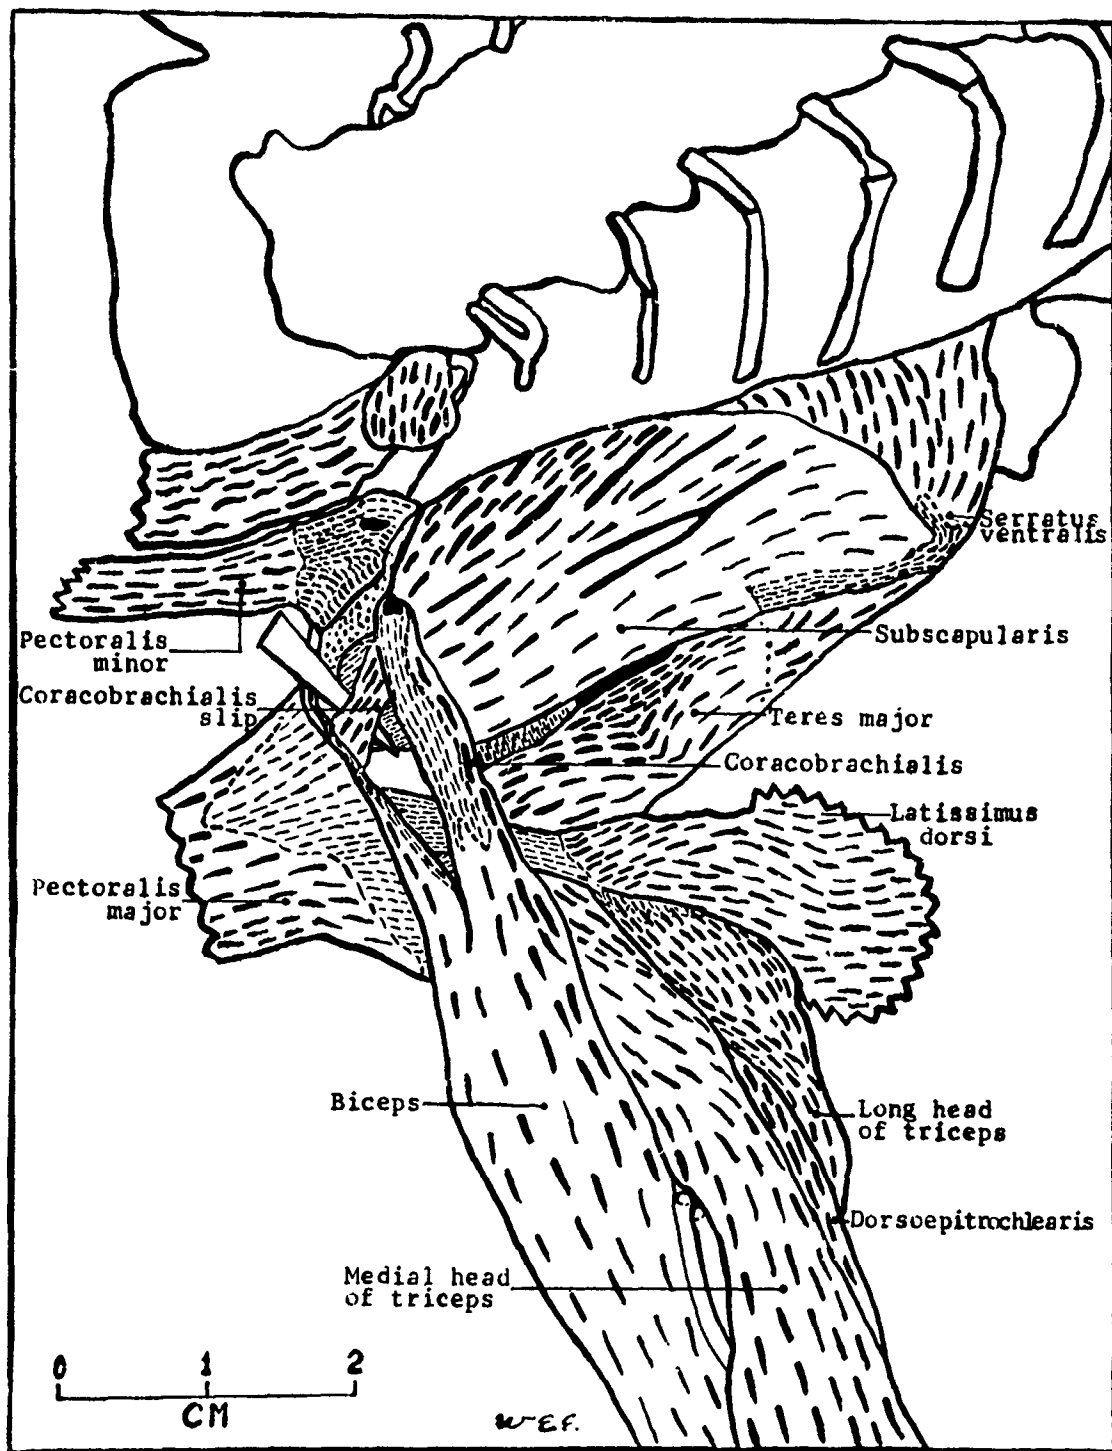 Serratus
ventralis
Pectoralis
minor
Subscapularis
Coracobrachialis
slip
Teres major
Coracobrachialis
Latissimus
dorsi
Pectoralis
major
Biceps
Long head
of triceps
Dorsoepitrochlearis
Medial head
of triceps
0 1 2
CM
W.E.F.